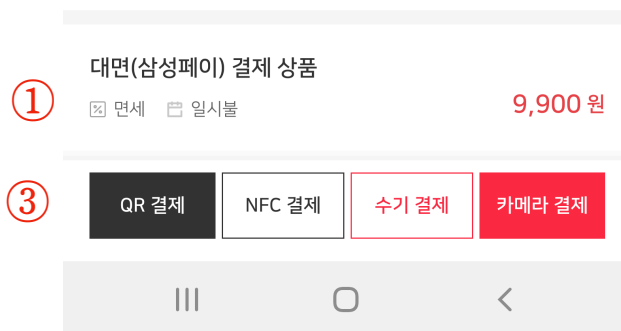 대면(삼성페이) 결제 상품
① 면세 일시불 9,900 원
③ QR 결제 NFC 결제 수기 결제 카메라 결제